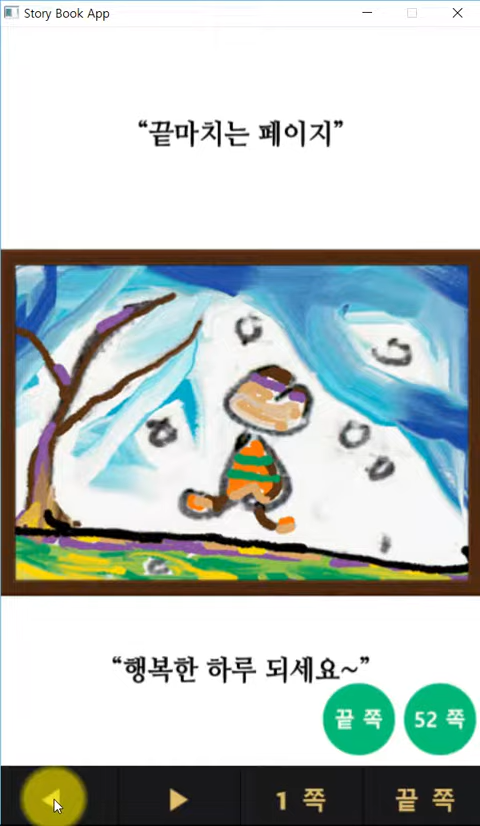 Story Book App
“끝마치는 페이지”
“행복한 하루 되세요~”
끝 쪽
52 쪽
1 쪽
끝 쪽